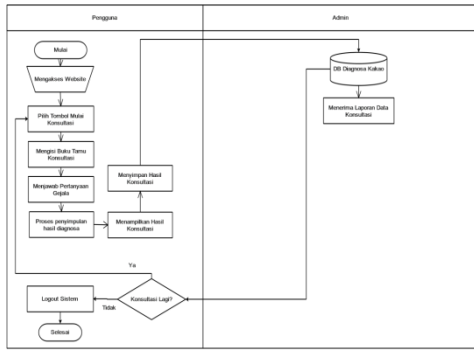 Pengguna
Admin
Mulai
Mengakses Website
Pilih Tombol Mulai
Konsultasi
Mengisi Buku Tamu
Konsultasi
Menjawab Pertanyaan
Gejala
Proses penyimpulan
hasil diagnosa
Menampilkan Hasil
Konsultasi
Menyimpan Hasil
Konsultasi
DB Diagnosa Kakao
Menerima Laporan Data
Konsultasi
Ya
Konsultasi Lagi?
Tidak
Logout Sistem
Selesai